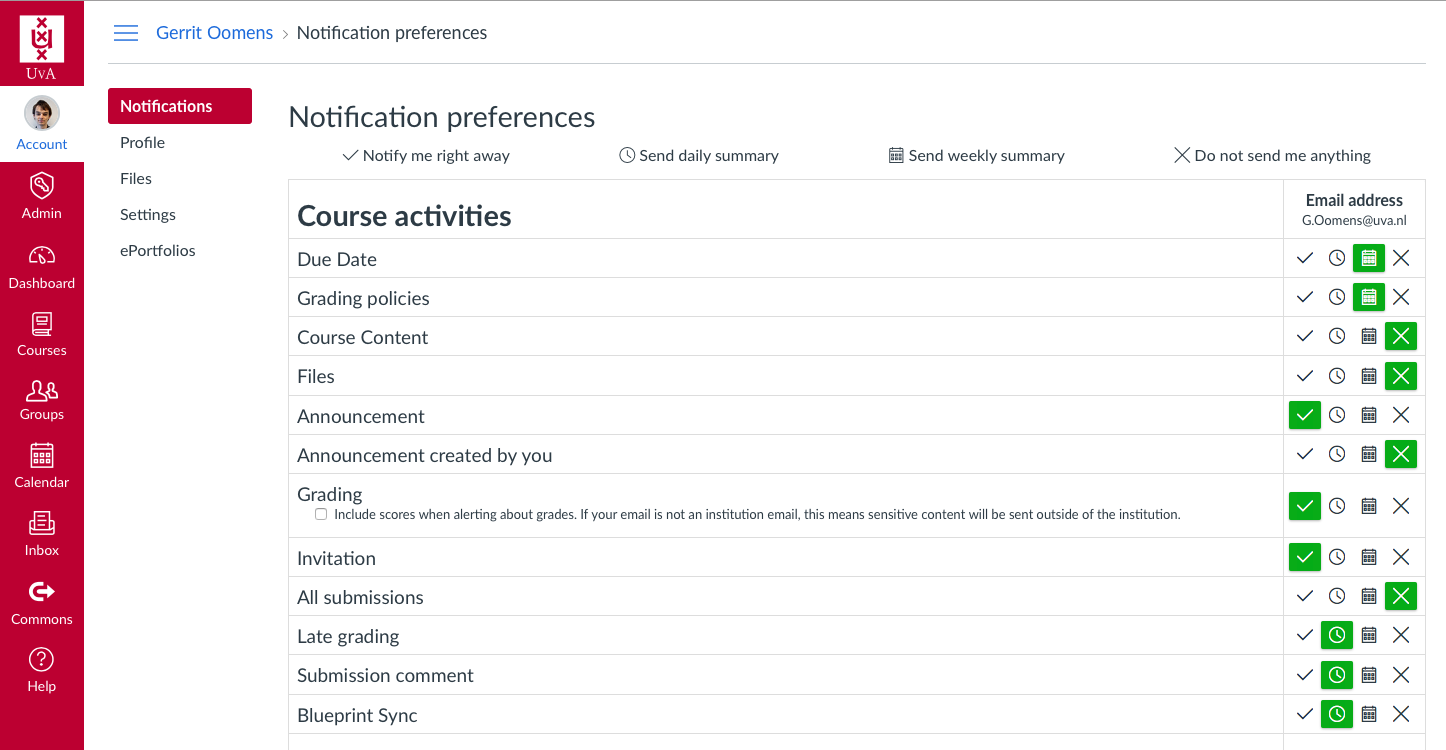 UvA
Account
Admin
Dashboard
Courses
Groups
Calendar
Inbox
Commons
Help
Gerrit Oomens > Notification preferences
Notifications
Profile
Files
Settings
ePortfolios
Notification preferences
Notify me right away
Send daily summary
Send weekly summary
Do not send me anything
Course activities
Email address
G.Oomens@uva.nl
Due Date
Grading policies
Course Content
Files
Announcement
Announcement created by you
Grading
Include scores when alerting about grades. If your email is not an institution email, this means sensitive content will be sent outside of the institution.
Invitation
All submissions
Late grading
Submission comment
Blueprint Sync